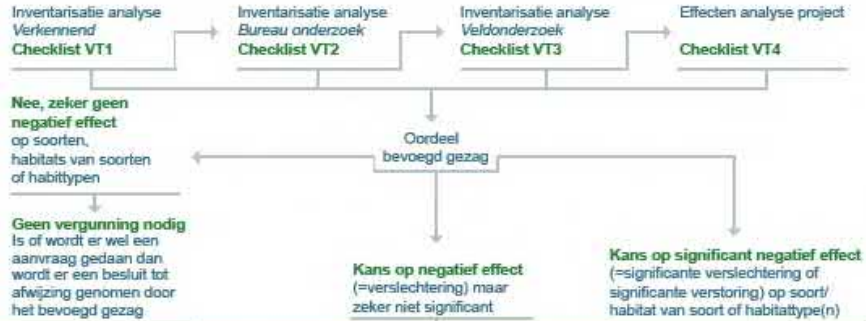 Inventarisatie analyse
Verkennend
Checklist VT1
Inventarisatie analyse
Bureau onderzoek
Checklist VT2
Inventarisatie analyse
Veldonderzoek
Checklist VT3
Effecten analyse project
Checklist VT4
Nee, zeker geen
negatief effect
op soorten,
habitats van soorten
of habittypen
Oordeel
bevoegd gezag
Geen vergunning nodig
Is of wordt er wel een
aanvraag gedaan dan
wordt er een besluit tot
afwijzing genomen door
het bevoegd gezag
Kans op negatief effect
(=verslechtering) maar
zeker niet significant
Kans op significant negatief effect
(=significante verslechtering of
significante verstoring) op soort/
habitat van soort of habitattype(n)